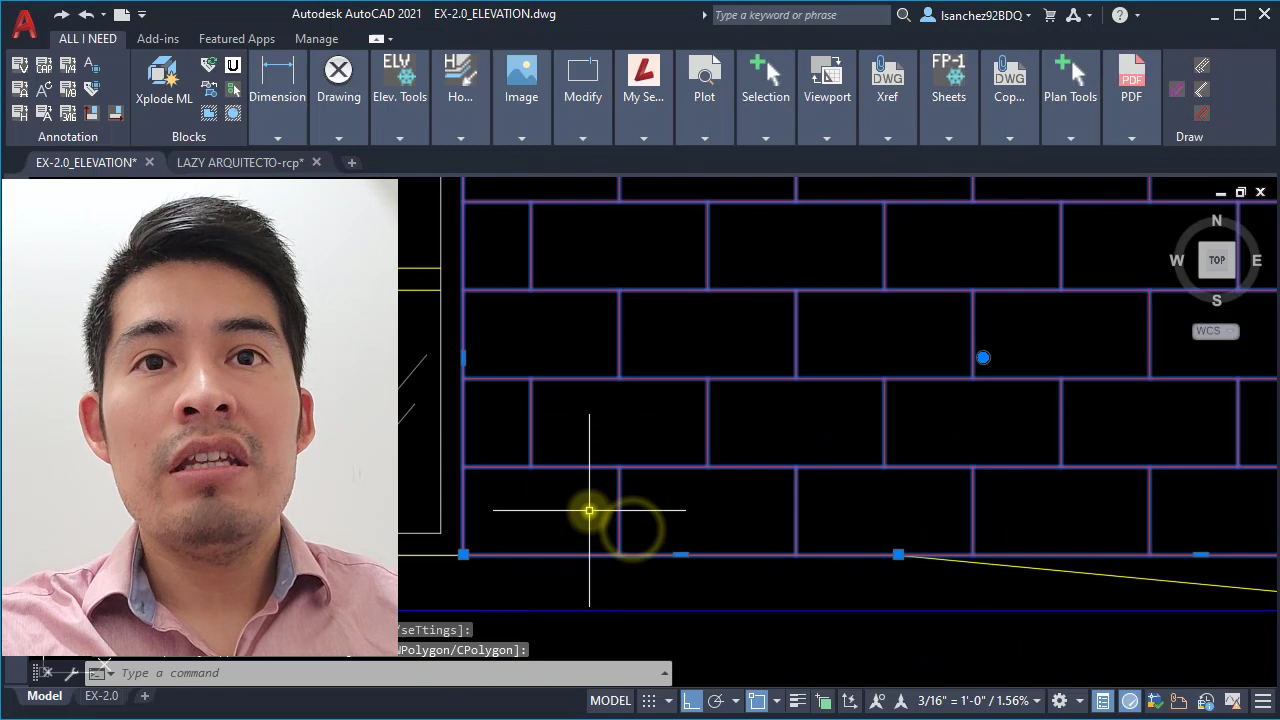 Autodesk AutoCAD 2021 EX-2.0_ELEVATION.dwg
Type a keyword or phrase
lsanchez92BDQ
ALL I NEED Add-ins Featured Apps Manage
Xplode ML
Dimension
Drawing
ELV
Elev. Tools
Ho...
Image
Modify
My Se...
Plot
Selection
Viewport
DWG
Xref
FP-1
Sheets
DWG
Cop...
Plan Tools
PDF
PDF
Annotation
Blocks
Draw
EX-2.0_ELEVATION*
LAZY ARQUITECTO-rcp*
N
W
TOP
E
S
WCS
/seTtings]:
WPolygon/CPolygon]:
Type a command
Model
EX-2.0
MODEL
3/16" = 1'-0" / 1.56%